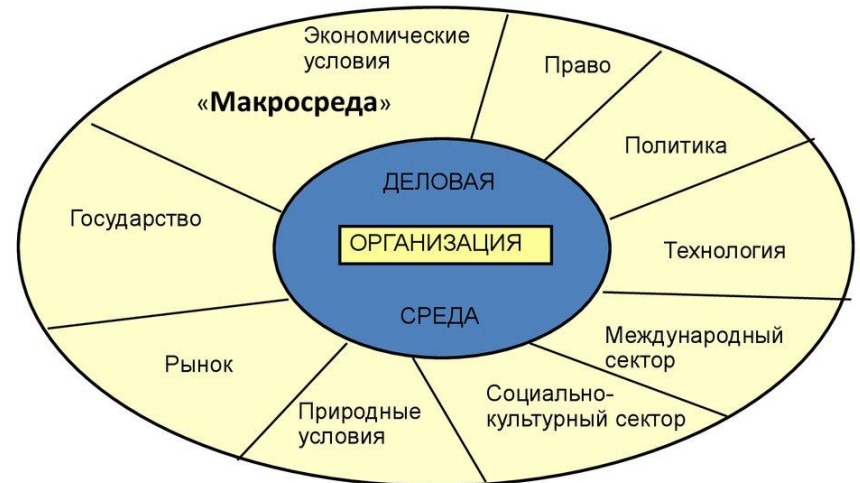 Экономические
условия
«Макросреда»
Право
Политика
Технология
Международный
сектор
Социально-
культурный сектор
Природные
условия
Рынок
Государство
ДЕЛОВАЯ
ОРГАНИЗАЦИЯ
СРЕДА